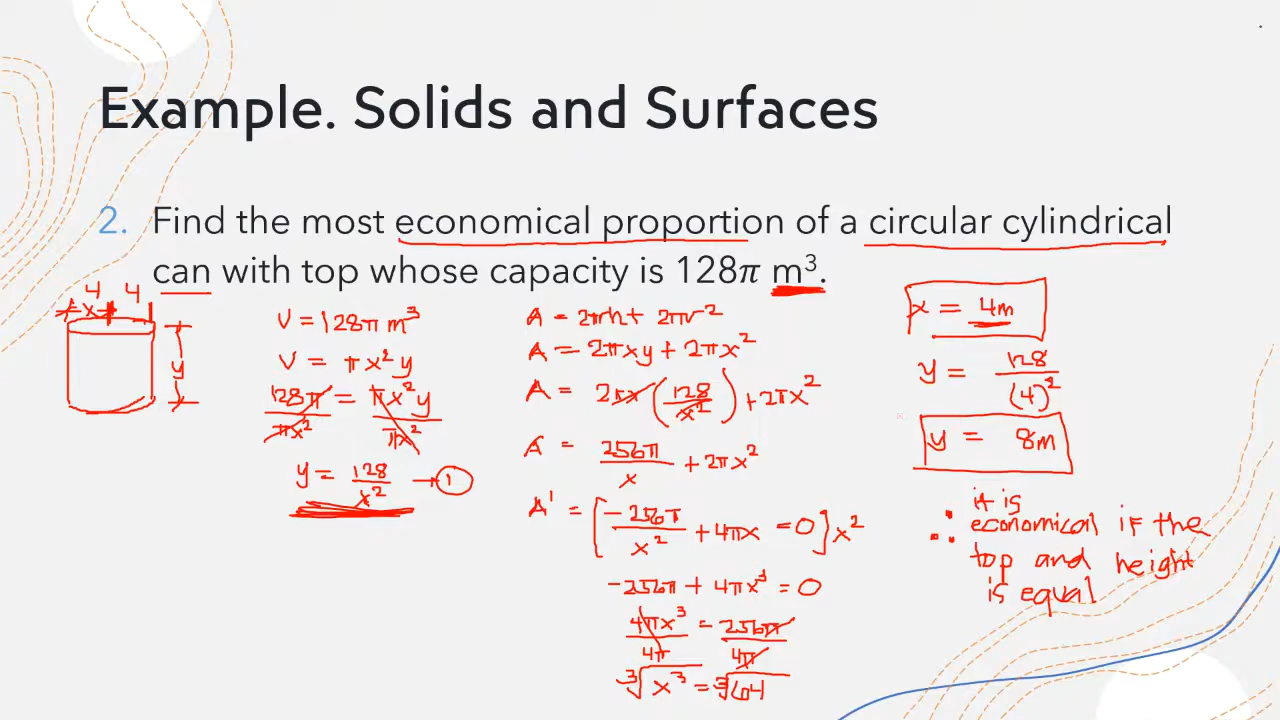 Example. Solids and Surfaces
2. Find the most economical proportion of a circular cylindrical
can with top whose capacity is 128π m³.
4 4
x
y
V = 128π m³
V = πx²y
128π = πx²y
πx² πx²
y = 128/x² → 1
A = 2πrh + 2πr²
A = 2πxy + 2πx²
A = 2πx (128/x²) + 2πx²
A = 256π/x + 2πx²
A' = [-256π/x² + 4πx = 0] x²
-256π + 4πx³ = 0
4πx³ = 256π
4π 4π
∛x³ = ∛64
x = 4m
y = 128/(4)²
y = 8m
∴ it is
economical if the
top and height
is equal